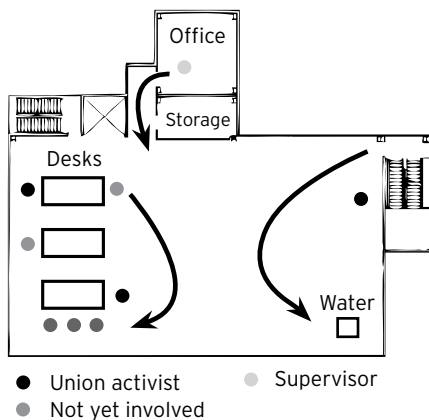 Office
Storage
Desks
Water
Union activist
Supervisor
Not yet involved